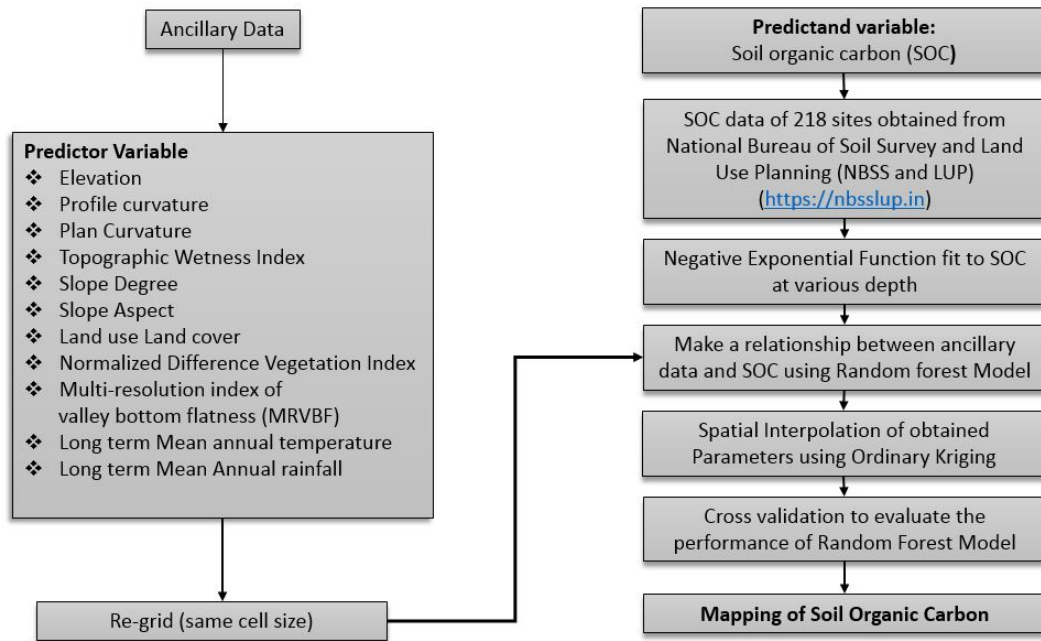 Ancillary Data
Predictor Variable
❖ Elevation
❖ Profile curvature
❖ Plan Curvature
❖ Topographic Wetness Index
❖ Slope Degree
❖ Slope Aspect
❖ Land use Land cover
❖ Normalized Difference Vegetation Index
❖ Multi-resolution index of
valley bottom flatness (MRVBF)
❖ Long term Mean annual temperature
❖ Long term Mean Annual rainfall
Re-grid (same cell size)
Predictand variable:
Soil organic carbon (SOC)
SOC data of 218 sites obtained from
National Bureau of Soil Survey and Land
Use Planning (NBSS and LUP)
(https://nbsslup.in)
Negative Exponential Function fit to SOC
at various depth
Make a relationship between ancillary
data and SOC using Random forest Model
Spatial Interpolation of obtained
Parameters using Ordinary Kriging
Cross validation to evaluate the
performance of Random Forest Model
Mapping of Soil Organic Carbon